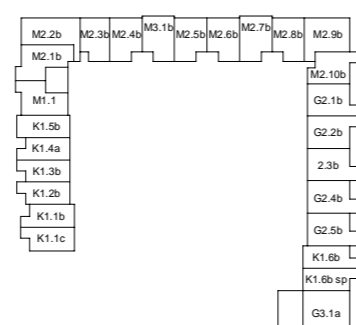 M2.2b
M2.3b
M2.4b
M3.1b
M2.5b
M2.6b
M2.7b
M2.8b
M2.9b
M2.1b
M2.10b
M1.1
G2.1b
K1.5b
G2.2b
K1.4a
2.3b
K1.3b
K1.2b
G2.4b
K1.1b
G2.5b
K1.1c
K1.6b
K1.6b sp
G3.1a